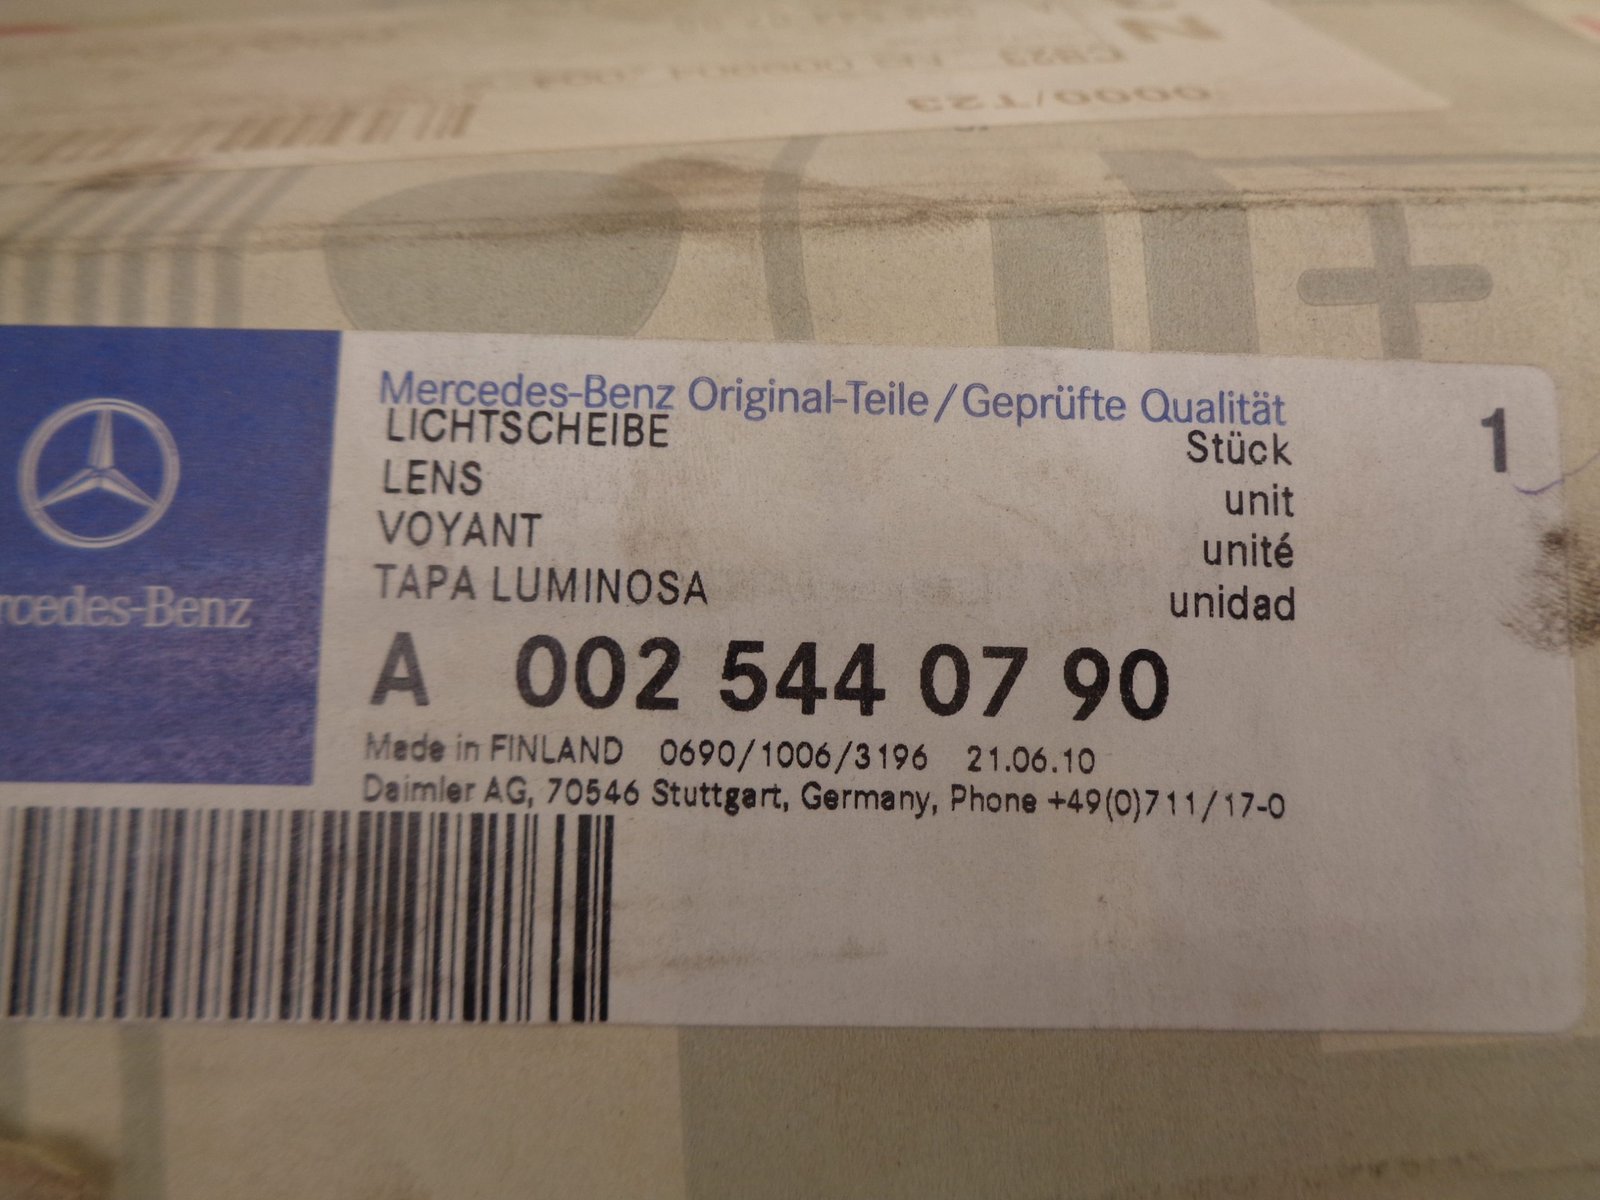 0000/T23
Mercedes-Benz Original-Teile/Geprüfte Qualität
LICHTSCHEIBE Stück 1
LENS unit
VOYANT unité
TAPA LUMINOSA unidad
rcedes-Benz
A 002 544 07 90
Made in FINLAND 0690/1006/3196 21.06.10
Daimler AG, 70546 Stuttgart, Germany, Phone +49(0)711/17-0